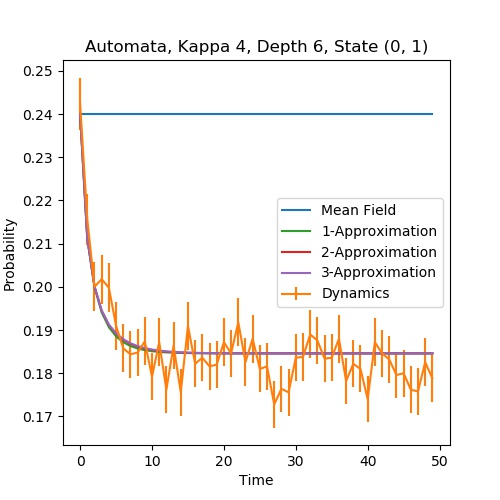 Automata, Kappa 4, Depth 6, State (0, 1)
0.25
0.24
0.23
0.22
0.21
0.20
0.19
0.18
0.17
Probability
Mean Field
1-Approximation
2-Approximation
3-Approximation
Dynamics
0 10 20 30 40 50
Time